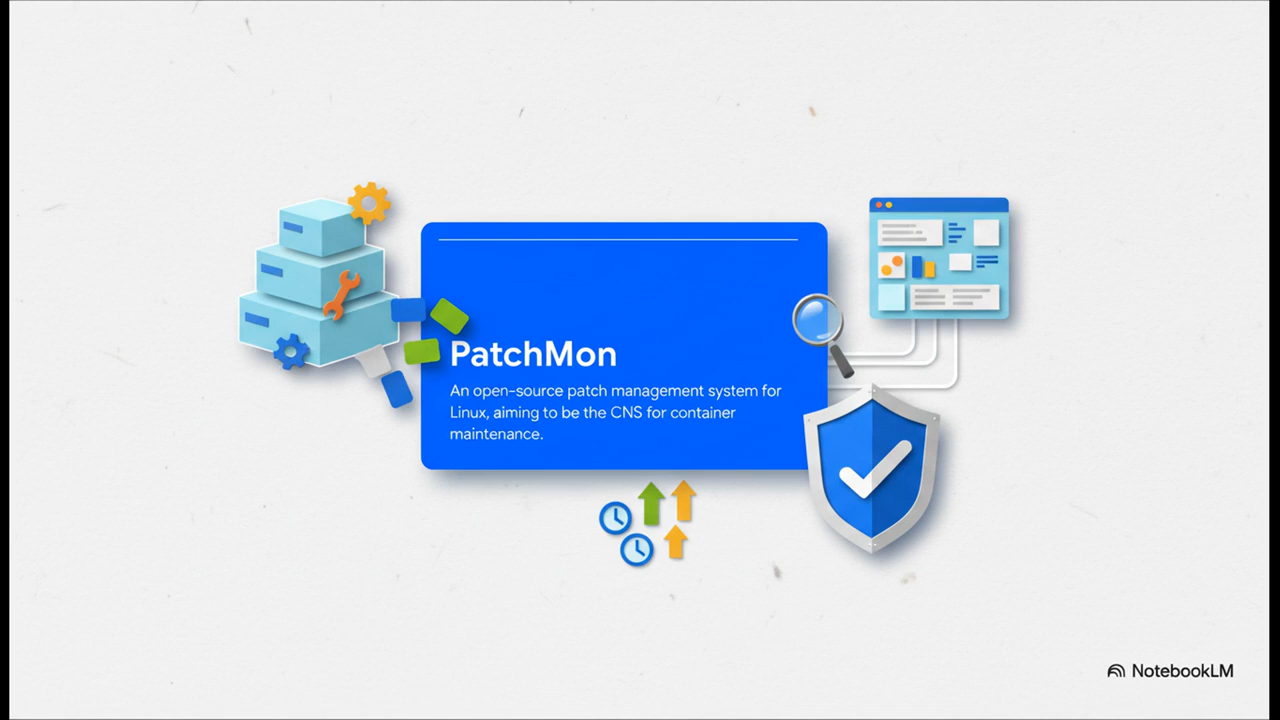 PatchMon
An open-source patch management system for
Linux, aiming to be the CNS for container
maintenance.
NotebookLM